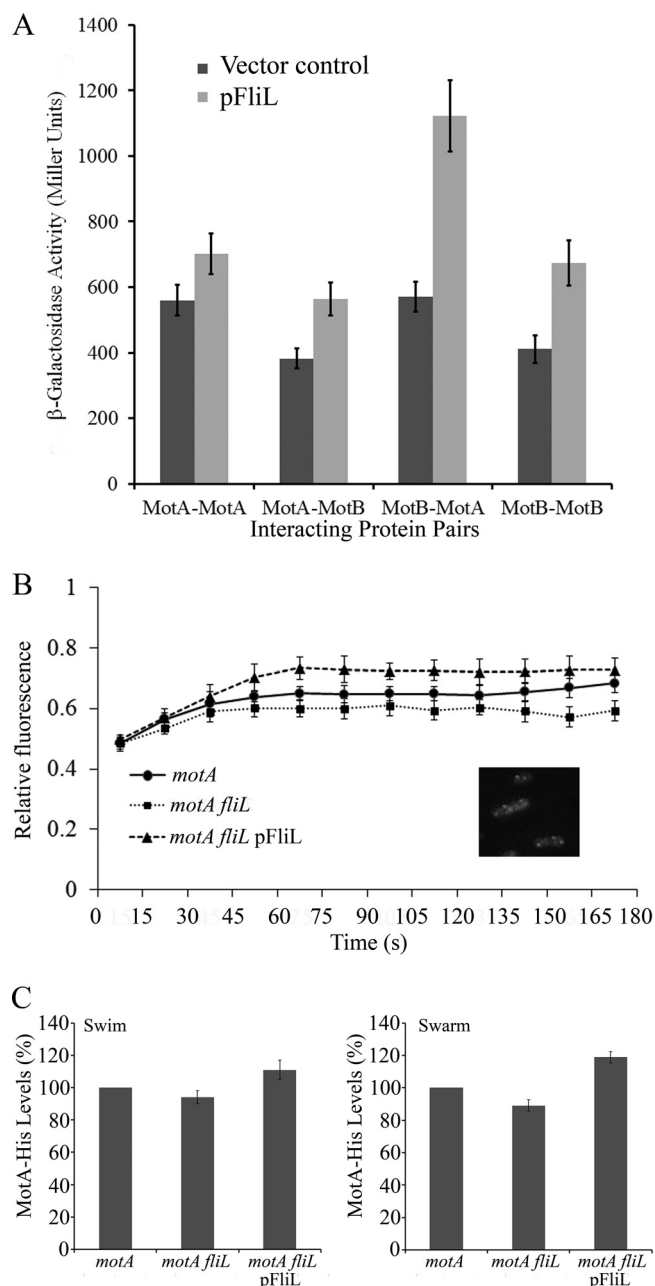 A
1400
1200
1000
800
600
400
200
0
β-Galactosidase Activity (Miller Units)
Vector control
pFliL
MotA-MotA MotA-MotB MotB-MotA MotB-MotB
Interacting Protein Pairs
B
1
0.8
0.6
0.4
0.2
0
Relative fluorescence
motA
motA fliL
motA fliL pFliL
0 15 30 45 60 75 90 105 120 135 150 165 180
Time (s)
C
Swim
140
120
100
80
60
40
20
0
MotA-His Levels (%)
motA motA fliL motA fliL
pFliL
Swarm
140
120
100
80
60
40
20
0
MotA-His Levels (%)
motA motA fliL motA fliL
pFliL